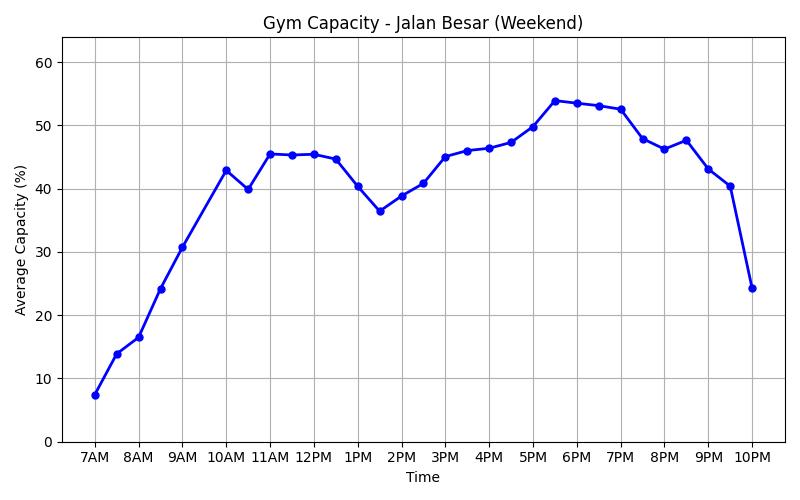 Gym Capacity - Jalan Besar (Weekend)
Average Capacity (%)
60
50
40
30
20
10
0
7AM 8AM 9AM 10AM 11AM 12PM 1PM 2PM 3PM 4PM 5PM 6PM 7PM 8PM 9PM 10PM
Time